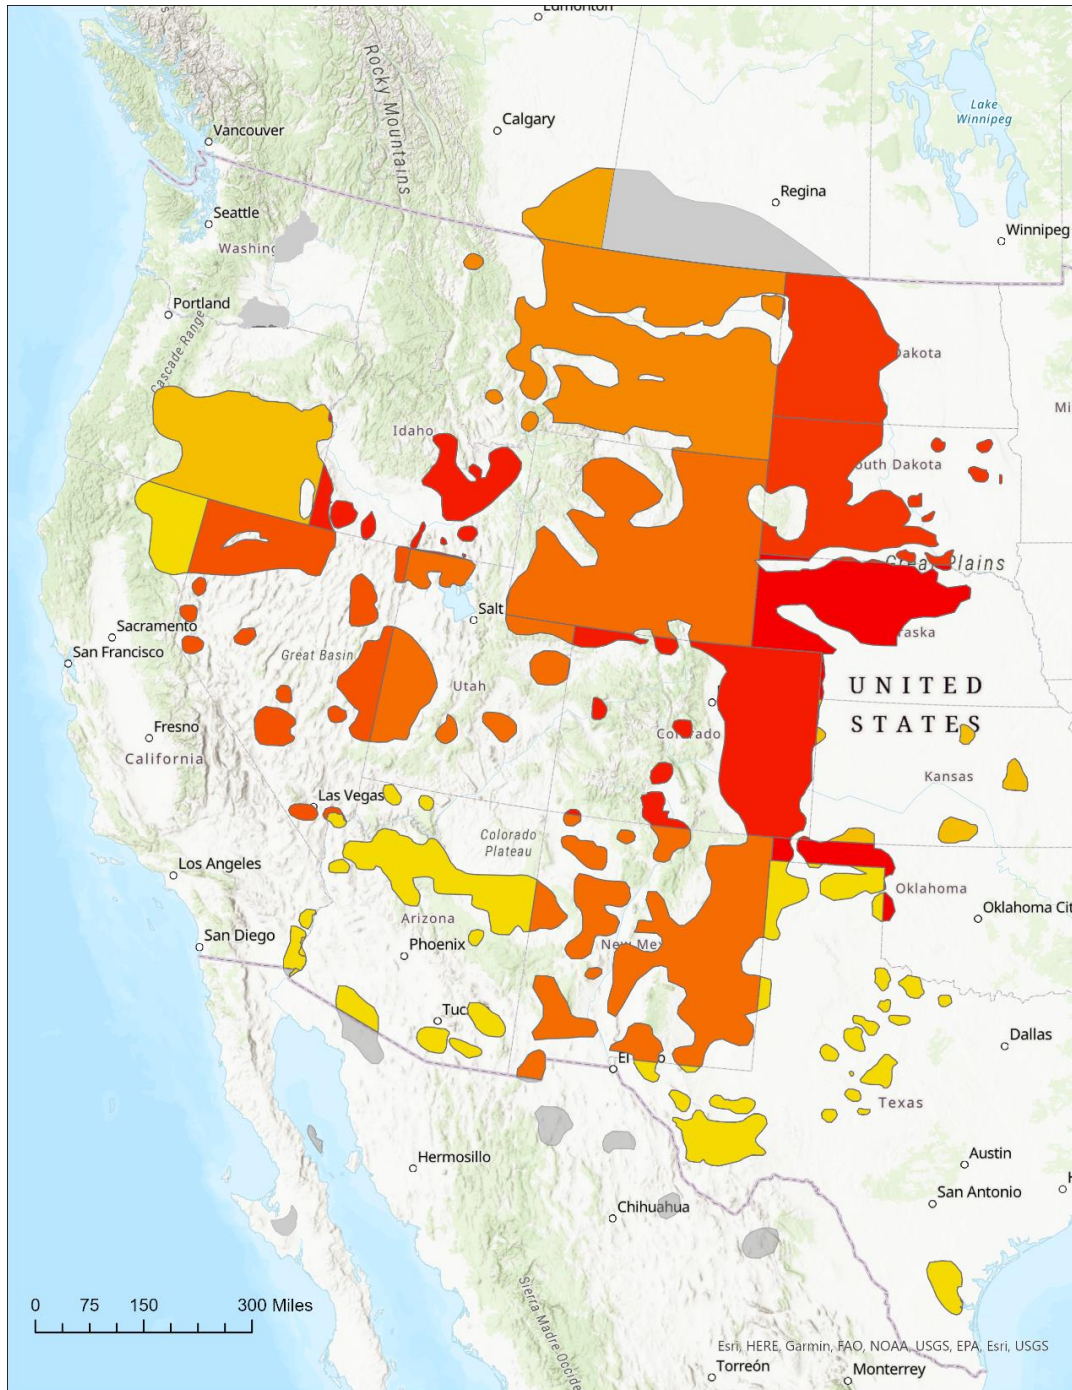 Edmonton
Rocky Mountains
Calgary
Lake
Winnipeg
Vancouver
Regina
Seattle
Winnipeg
Washing
Portland
Cascade Range
Dakota
Mi
Idaho
outh Dakota
Great Plains
Salt
Sacramento
raska
San Francisco
Great Basin
Utah
UNITED
STATES
Fresno
Colorado
California
Kansas
Las Vegas
Colorado
Plateau
Los Angeles
Oklahoma
Arizona
Oklahoma Cit
San Diego
New Mex
Phoenix
Tucs
Dallas
El
o
Texas
Hermosillo
Austin
San Antonio
H
Chihuahua
Sierra Madre Occide
0 75 150 300 Miles
Esri, HERE, Garmin, FAO, NOAA, USGS, EPA, Esri, USGS
Torreón
Monterrey